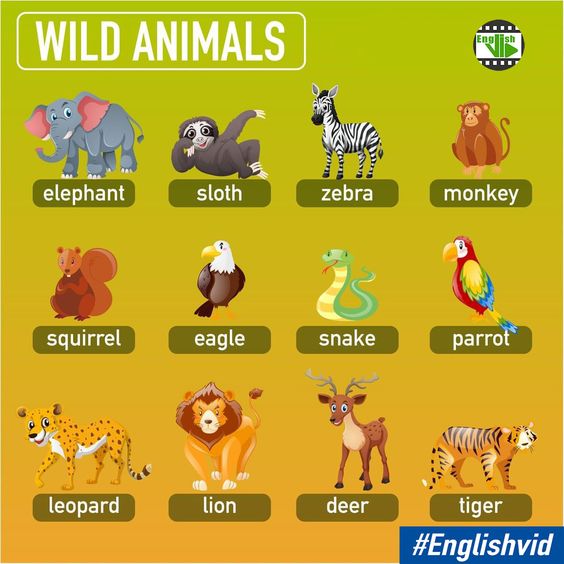 WILD ANIMALS
English
VID
elephant
sloth
zebra
monkey
squirrel
eagle
snake
parrot
leopard
lion
deer
tiger
#Englishvid